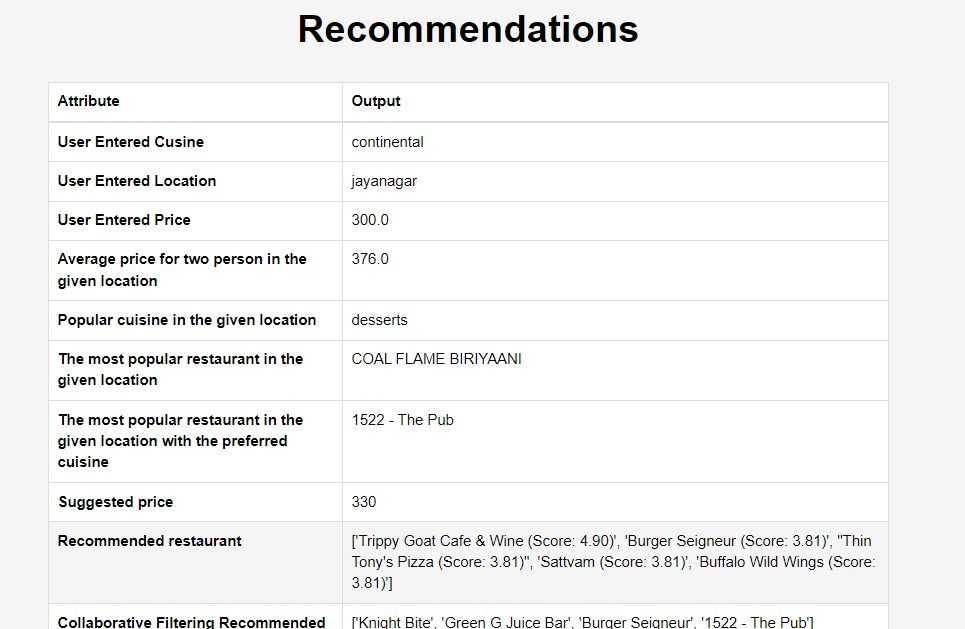 Recommendations
Attribute Output
User Entered Cusine continental
User Entered Location jayanagar
User Entered Price 300.0
Average price for two person in the 376.0
given location
Popular cuisine in the given location desserts
The most popular restaurant in the COAL FLAME BIRIYAANI
given location
The most popular restaurant in the 1522 - The Pub
given location with the preferred
cuisine
Suggested price 330
Recommended restaurant ['Trippy Goat Cafe & Wine (Score: 4.90)', 'Burger Seigneur (Score: 3.81)', "Thin
Tony's Pizza (Score: 3.81)", 'Sattvam (Score: 3.81)', 'Buffalo Wild Wings (Score:
3.81)']
Collaborative Filtering Recommended ['Knight Bite', 'Green G Juice Bar', 'Burger Seigneur', '1522 - The Pub']